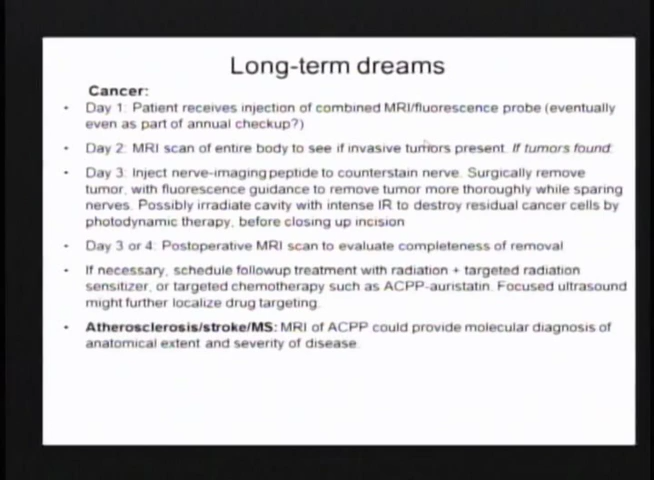 Long-term dreams
Cancer:
• Day 1: Patient receives injection of combined MRI/fluorescence probe (eventually
even as part of annual checkup?)
• Day 2: MRI scan of entire body to see if invasive tumors present. If tumors found:
• Day 3: Inject nerve-imaging peptide to counterstain nerve. Surgically remove
tumor, with fluorescence guidance to remove tumor more thoroughly while sparing
nerves. Possibly irradiate cavity with intense IR to destroy residual cancer cells by
photodynamic therapy, before closing up incision
• Day 3 or 4: Postoperative MRI scan to evaluate completeness of removal
• If necessary, schedule followup treatment with radiation + targeted radiation
sensitizer, or targeted chemotherapy such as ACPP-auristatin. Focused ultrasound
might further localize drug targeting.
• Atherosclerosis/stroke/MS: MRI of ACPP could provide molecular diagnosis of
anatomical extent and severity of disease.